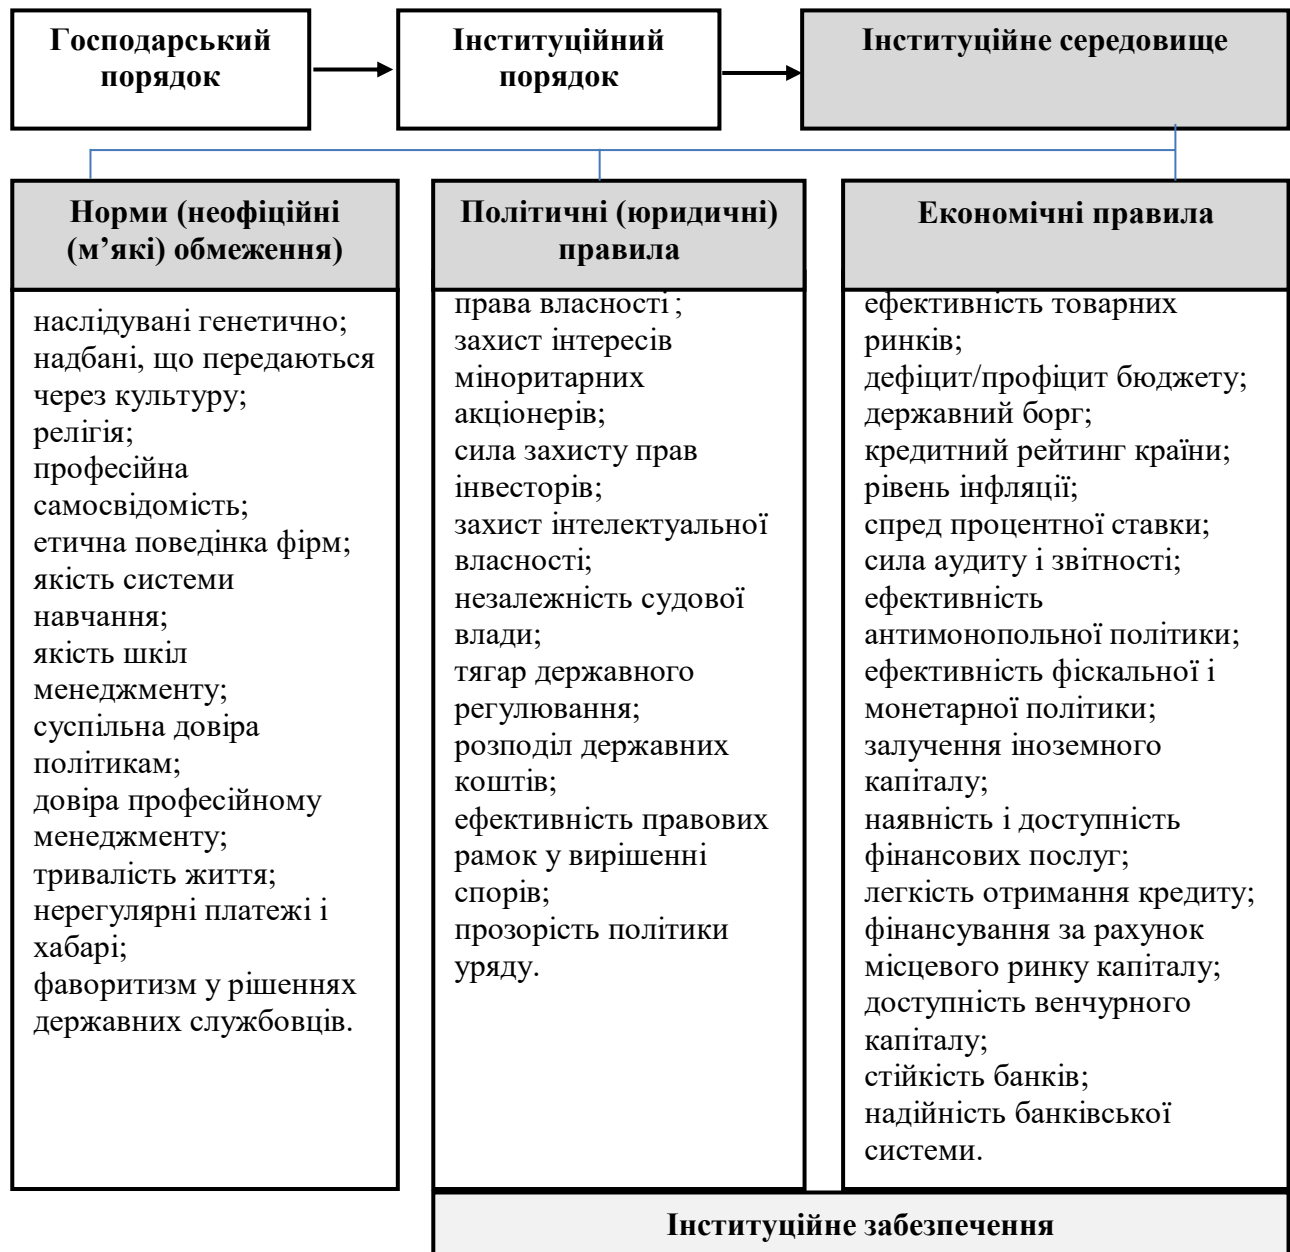 Господарський
порядок
Інституційний
порядок
Інституційне середовище
Норми (неофіційні
(м’які) обмеження)
Політичні (юридичні)
правила
Економічні правила
наслідувані генетично;
надбані, що передаються
через культуру;
релігія;
професійна
самосвідомість;
етична поведінка фірм;
якість системи
навчання;
якість шкіл
менеджменту;
суспільна довіра
політикам;
довіра професійному
менеджменту;
тривалість життя;
нерегулярні платежі і
хабарі;
фаворитизм у рішеннях
державних службовців.
права власності ;
захист інтересів
міноритарних
акціонерів;
сила захисту прав
інвесторів;
захист інтелектуальної
власності;
незалежність судової
влади;
тягар державного
регулювання;
розподіл державних
коштів;
ефективність правових
рамок у вирішенні
спорів;
прозорість політики
уряду.
ефективність товарних
ринків;
дефіцит/профіцит бюджету;
державний борг;
кредитний рейтинг країни;
рівень інфляції;
спред процентної ставки;
сила аудиту і звітності;
ефективність
антимонопольної політики;
ефективність фіскальної і
монетарної політики;
залучення іноземного
капіталу;
наявність і доступність
фінансових послуг;
легкість отримання кредиту;
фінансування за рахунок
місцевого ринку капіталу;
доступність венчурного
капіталу;
стійкість банків;
надійність банківської
системи.
Інституційне забезпечення